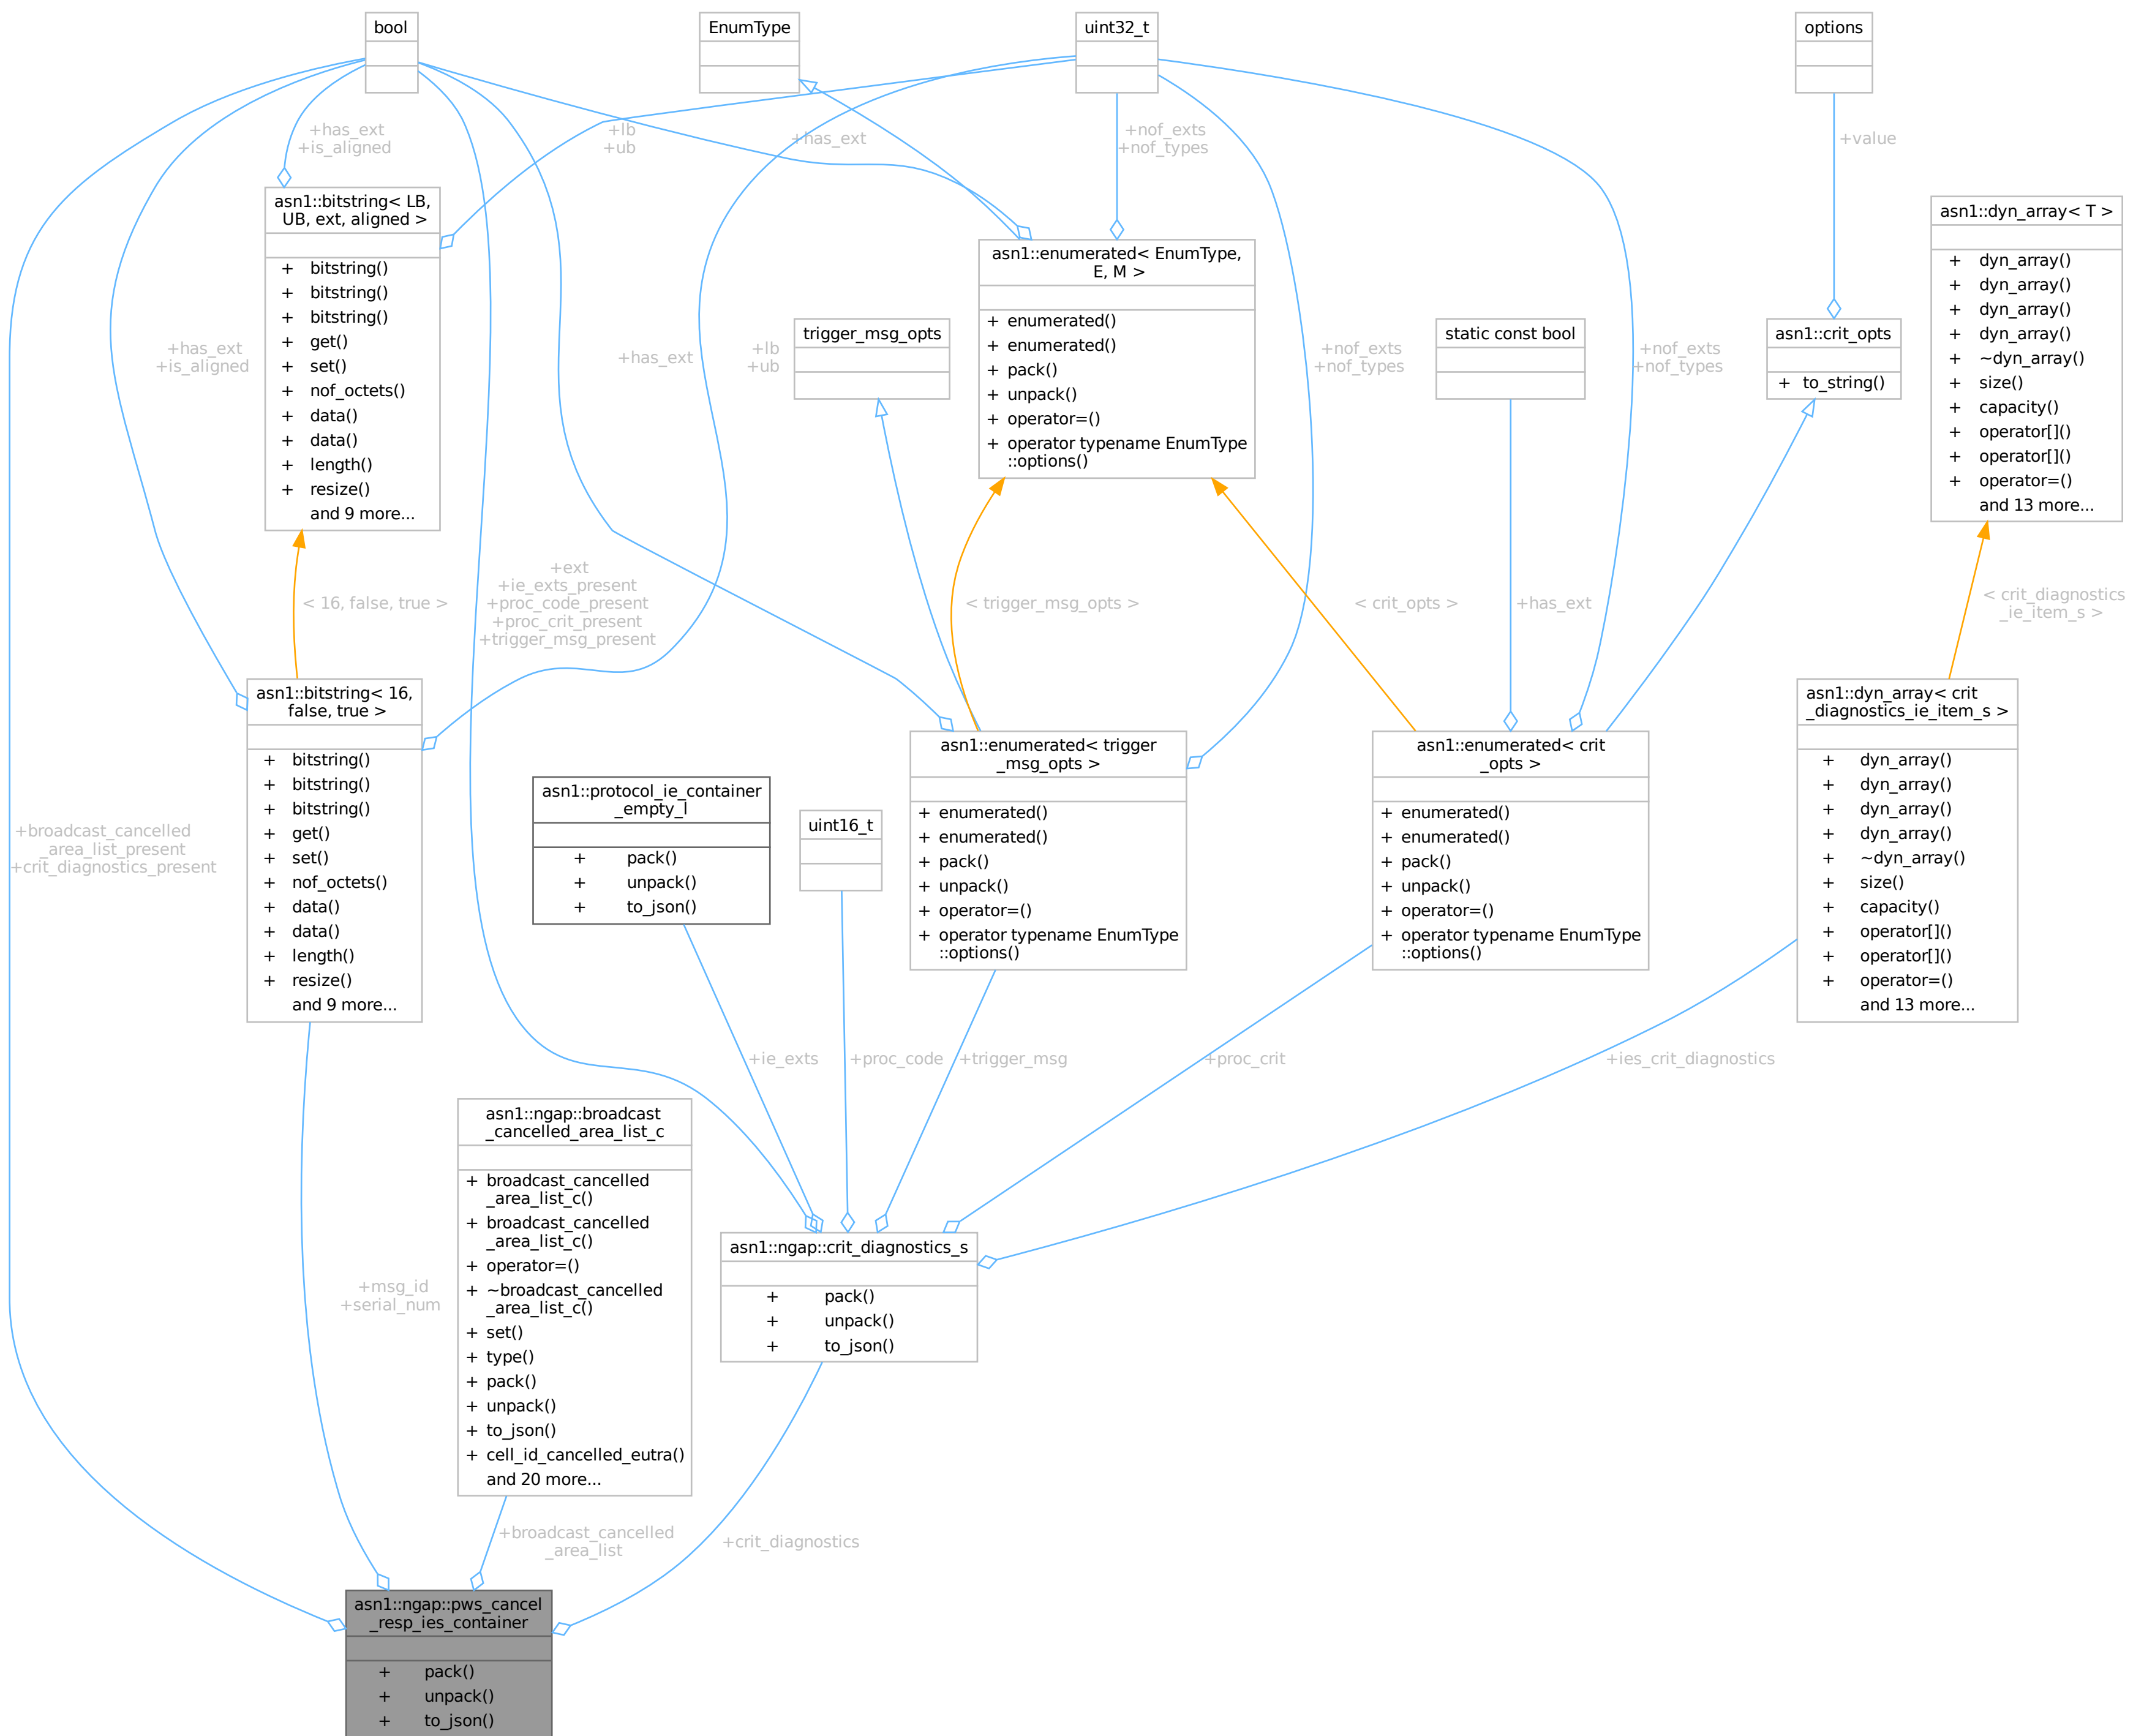 bool
EnumType
uint32_t
options
+has_ext
+is_aligned
+lb
+ub
+has_ext
+nof_exts
+nof_types
+value
asn1::bitstring< LB,
UB, ext, aligned >
+ bitstring()
+ bitstring()
+ bitstring()
+ get()
+ set()
+ nof_octets()
+ data()
+ data()
+ length()
+ resize()
and 9 more...
asn1::enumerated< EnumType,
E, M >
+ enumerated()
+ enumerated()
+ pack()
+ unpack()
+ operator=()
+ operator typename EnumType
::options()
asn1::dyn_array< T >
+ dyn_array()
+ dyn_array()
+ dyn_array()
+ dyn_array()
+ ~dyn_array()
+ size()
+ capacity()
+ operator[]()
+ operator[]()
+ operator=()
and 13 more...
trigger_msg_opts
static const bool
asn1::crit_opts
+ to_string()
+has_ext
+is_aligned
+has_ext
+lb
+ub
+nof_exts
+nof_types
+nof_exts
+nof_types
< 16, false, true >
+ext
+ie_exts_present
+proc_code_present
+proc_crit_present
+trigger_msg_present
< trigger_msg_opts >
< crit_opts >
+has_ext
< crit_diagnostics
_ie_item_s >
asn1::bitstring< 16,
false, true >
+ bitstring()
+ bitstring()
+ bitstring()
+ get()
+ set()
+ nof_octets()
+ data()
+ data()
+ length()
+ resize()
and 9 more...
asn1::protocol_ie_container
_empty_l
+ pack()
+ unpack()
+ to_json()
uint16_t
asn1::enumerated< trigger
_msg_opts >
+ enumerated()
+ enumerated()
+ pack()
+ unpack()
+ operator=()
+ operator typename EnumType
::options()
asn1::enumerated< crit
_opts >
+ enumerated()
+ enumerated()
+ pack()
+ unpack()
+ operator=()
+ operator typename EnumType
::options()
asn1::dyn_array< crit
_diagnostics_ie_item_s >
+ dyn_array()
+ dyn_array()
+ dyn_array()
+ dyn_array()
+ ~dyn_array()
+ size()
+ capacity()
+ operator[]()
+ operator[]()
+ operator=()
and 13 more...
+broadcast_cancelled
_area_list_present
+crit_diagnostics_present
+ie_exts
+proc_code
+trigger_msg
+proc_crit
+ies_crit_diagnostics
asn1::ngap::broadcast
_cancelled_area_list_c
+ broadcast_cancelled
_area_list_c()
+ broadcast_cancelled
_area_list_c()
+ operator=()
+ ~broadcast_cancelled
_area_list_c()
+ set()
+ type()
+ pack()
+ unpack()
+ to_json()
+ cell_id_cancelled_eutra()
and 20 more...
asn1::ngap::crit_diagnostics_s
+ pack()
+ unpack()
+ to_json()
+msg_id
+serial_num
+broadcast_cancelled
_area_list
+crit_diagnostics
asn1::ngap::pws_cancel
_resp_ies_container
+ pack()
+ unpack()
+ to_json()